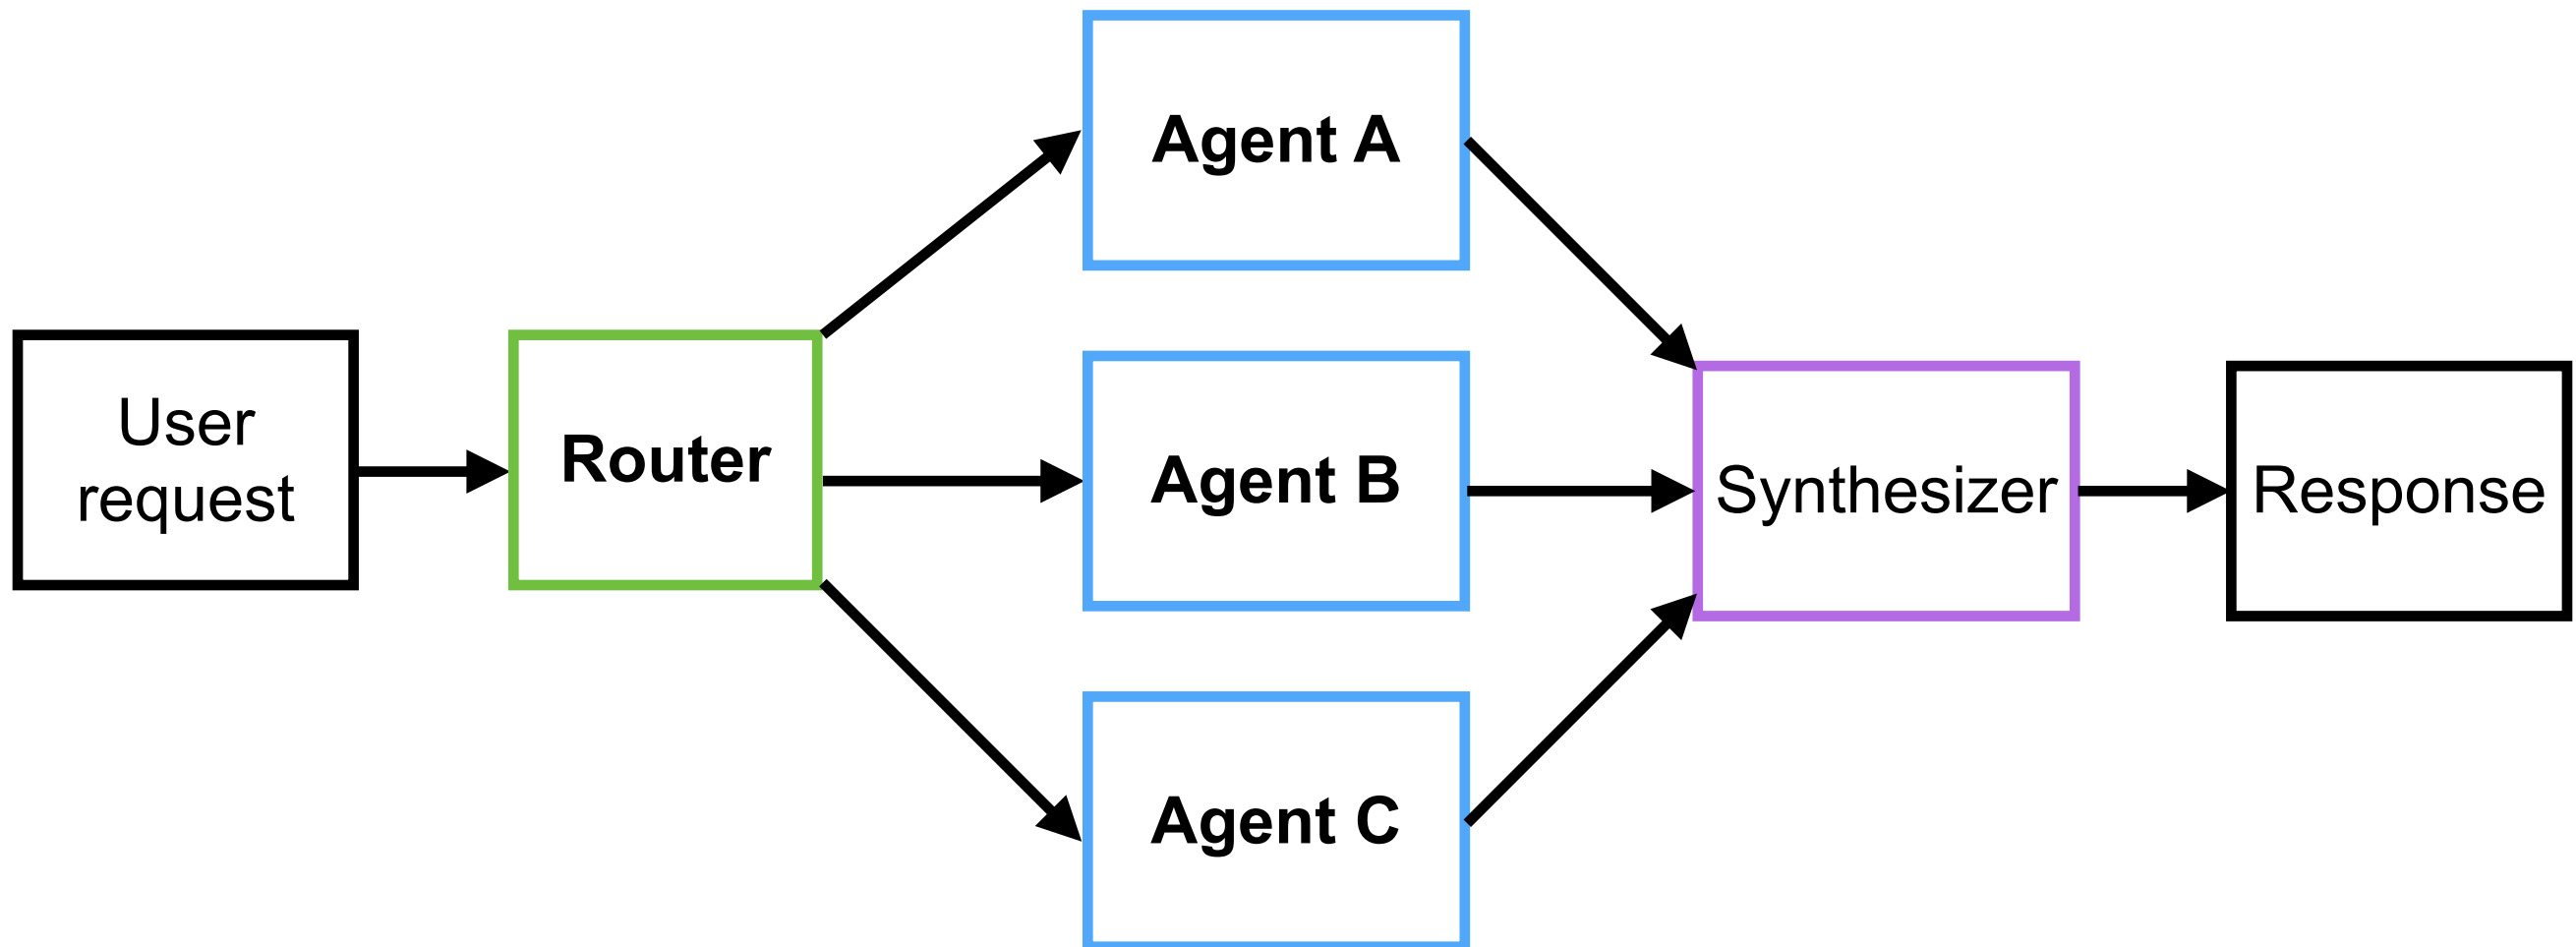 User
request
Router
Agent A
Agent B
Agent C
Synthesizer
Response